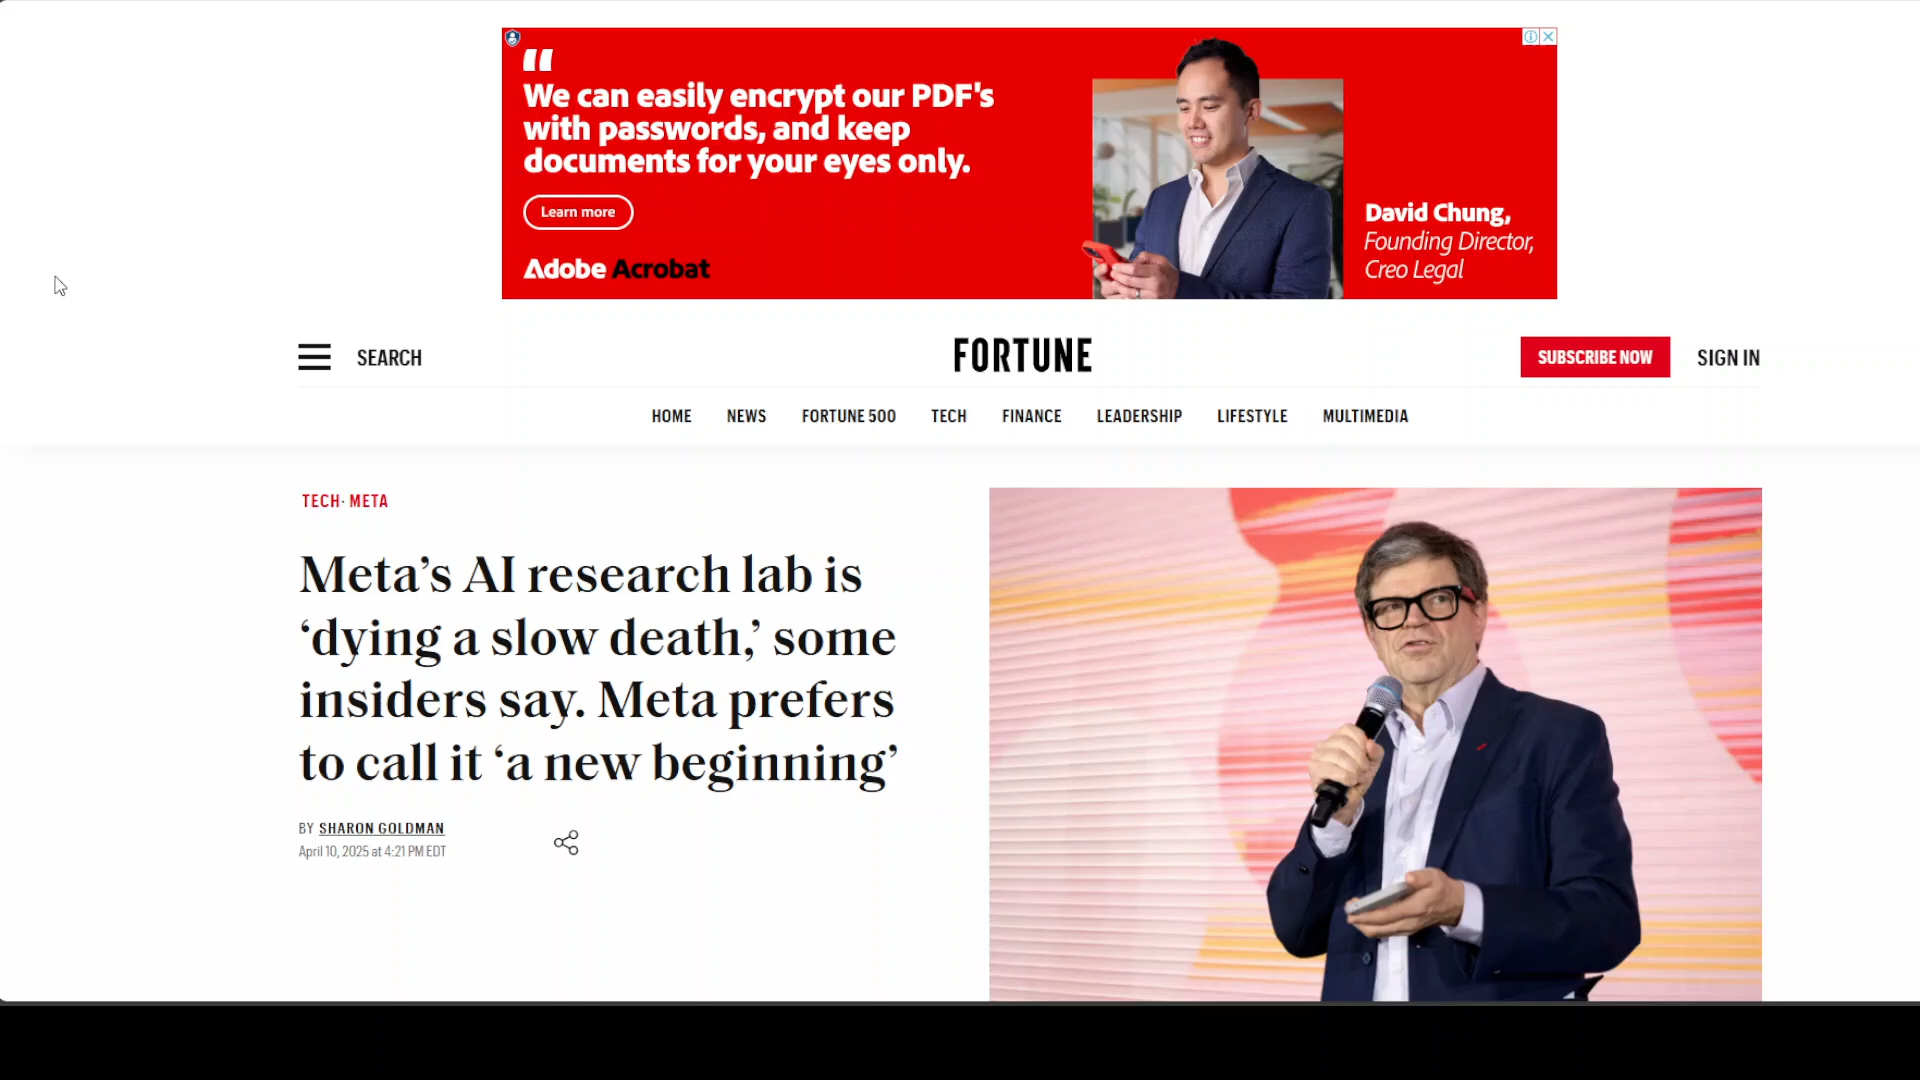 “
We can easily encrypt our PDF's
with passwords, and keep
documents for your eyes only.
Learn more
Adobe Acrobat
David Chung,
Founding Director,
Creo Legal
SEARCH
FORTUNE
SUBSCRIBE NOW
SIGN IN
HOME NEWS FORTUNE 500 TECH FINANCE LEADERSHIP LIFESTYLE MULTIMEDIA
TECH· META
Meta’s AI research lab is
‘dying a slow death,’ some
insiders say. Meta prefers
to call it ‘a new beginning’
BY SHARON GOLDMAN
April 10, 2025 at 4:21 PM EDT